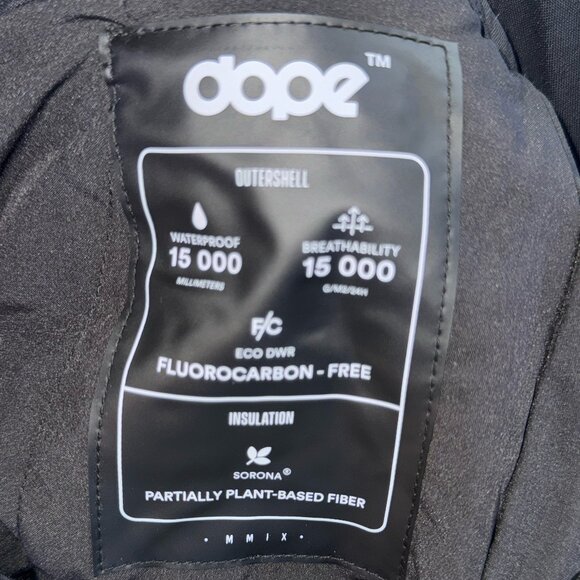 dope™
OUTERSHELL
WATERPROOF
15 000
MILLIMETERS
BREATHABILITY
15 000
G/M2/24H
F/C
ECO DWR
FLUOROCARBON - FREE
INSULATION
SORONA®
PARTIALLY PLANT-BASED FIBER
· MMIX ·